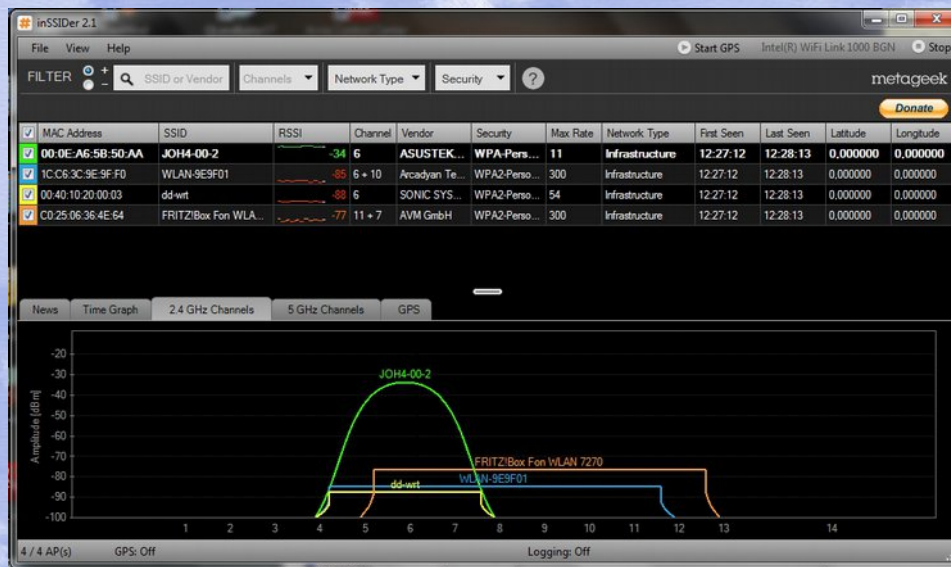 inSSIDer 2.1
File View Help Start GPS Intel(R) WiFi Link 1000 BGN Stop
FILTER + - SSID or Vendor Channels Network Type Security ? metageek
Donate
MAC Address SSID RSSI Channel Vendor Security Max Rate Network Type First Seen Last Seen Latitude Longitude
00:0E:A6:5B:50:AA JOH4-00-2 -34 6 ASUSTEK... WPA-Pers... 11 Infrastructure 12:27:12 12:28:13 0,000000 0,000000
1C:C6:3C:9E:9F:F0 WLAN-9E9F01 -85 6 + 10 Arcadyan Te... WPA2-Perso... 300 Infrastructure 12:27:12 12:28:13 0,000000 0,000000
00:40:10:20:00:03 dd-wrt -88 6 SONIC SYS... WPA2-Perso... 54 Infrastructure 12:27:12 12:28:13 0,000000 0,000000
C0:25:06:36:4E:64 FRITZ!Box Fon WLA... -77 11 + 7 AVM GmbH WPA2-Perso... 300 Infrastructure 12:27:12 12:28:13 0,000000 0,000000
News Time Graph 2.4 GHz Channels 5 GHz Channels GPS
Amplitude [dBm]
-20
-30
JOH4-00-2
-40
-50
-60
-70
FRITZ!Box Fon WLAN 7270
-80
WLAN-9E9F01
dd-wrt
-90
-100
1 2 3 4 5 6 7 8 9 10 11 12 13 14
4 / 4 AP(s) GPS: Off Logging: Off